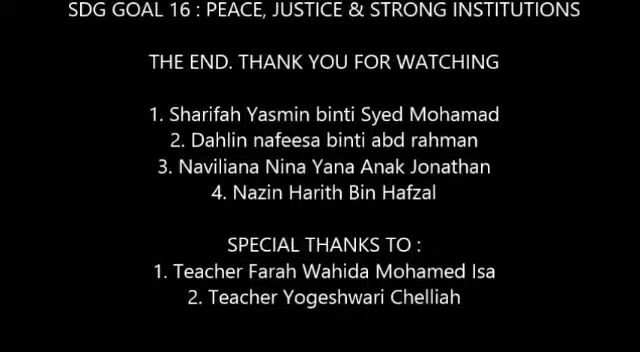 SDG GOAL 16 : PEACE, JUSTICE & STRONG INSTITUTIONS
THE END. THANK YOU FOR WATCHING
1. Sharifah Yasmin binti Syed Mohamad
2. Dahlin nafeesa binti abd rahman
3. Naviliana Nina Yana Anak Jonathan
4. Nazin Harith Bin Hafzal
SPECIAL THANKS TO :
1. Teacher Farah Wahida Mohamed Isa
2. Teacher Yogeshwari Chelliah